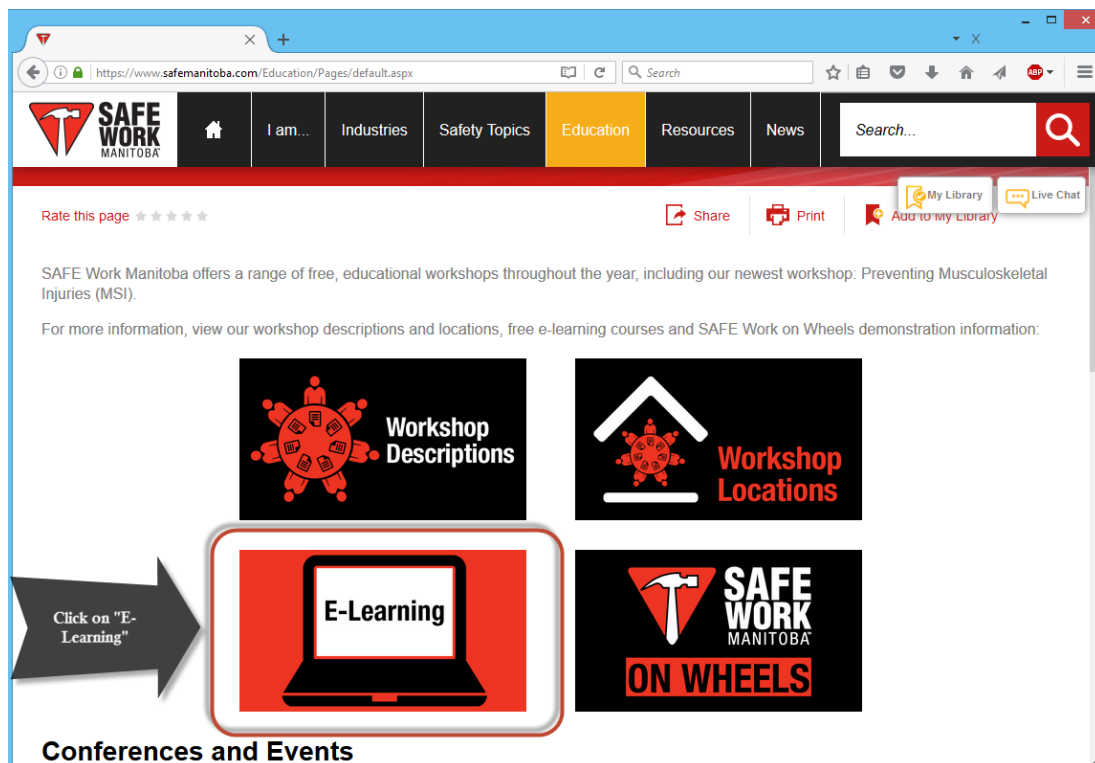 https://www.safemanitoba.com/Education/Pages/default.aspx
Search
ABP
SAFE
WORK
MANITOBA
I am...
Industries
Safety Topics
Education
Resources
News
Search...
My Library
Live Chat
Rate this page
Share
Print
Add to My Library
SAFE Work Manitoba offers a range of free, educational workshops throughout the year, including our newest workshop: Preventing Musculoskeletal
Injuries (MSI).
For more information, view our workshop descriptions and locations, free e-learning courses and SAFE Work on Wheels demonstration information:
Workshop
Descriptions
Workshop
Locations
Click on "E-
Learning"
E-Learning
SAFE
WORK
MANITOBA
ON WHEELS
Conferences and Events